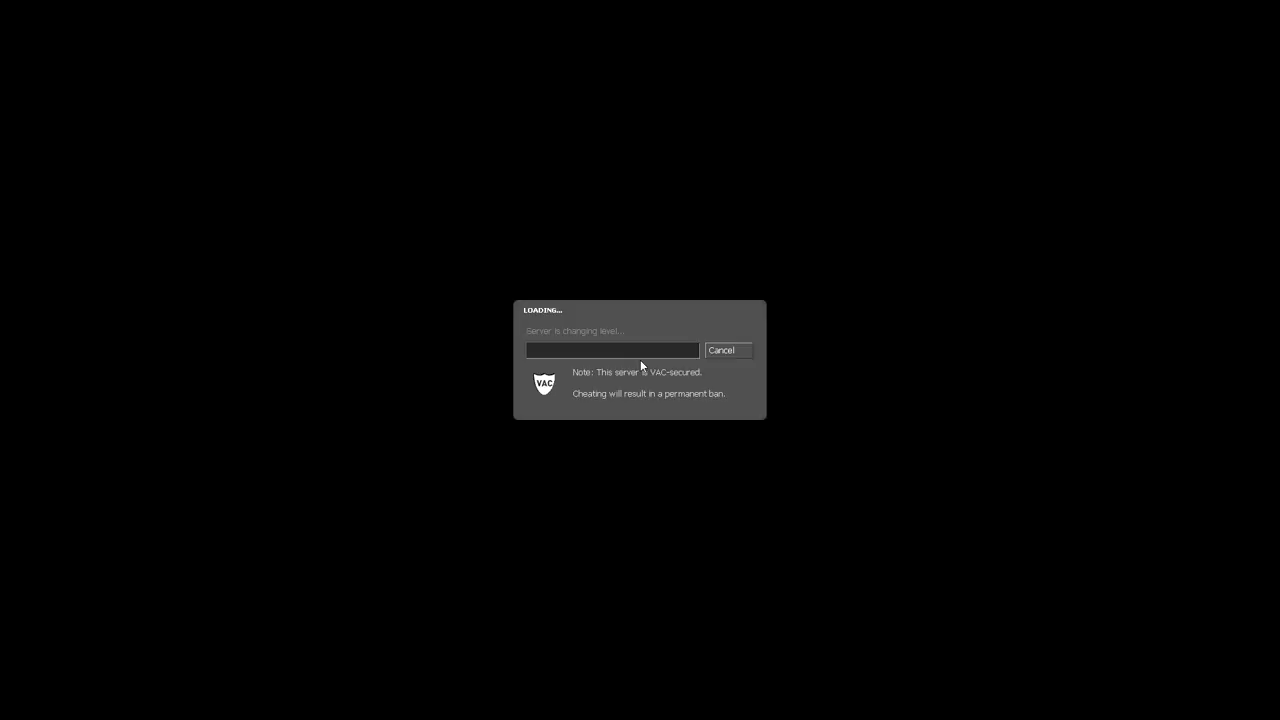 LOADING...
Server is changing level...
Cancel
Note: This server is VAC-secured.
VAC
Cheating will result in a permanent ban.